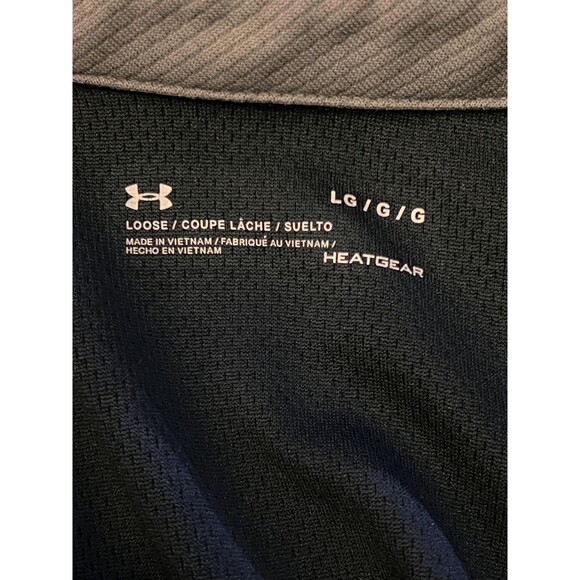 LG / G / G
LOOSE / COUPE LÂCHE / SUELTO
MADE IN VIETNAM / FABRIQUÉ AU VIETNAM /
HECHO EN VIETNAM
HEATGEAR